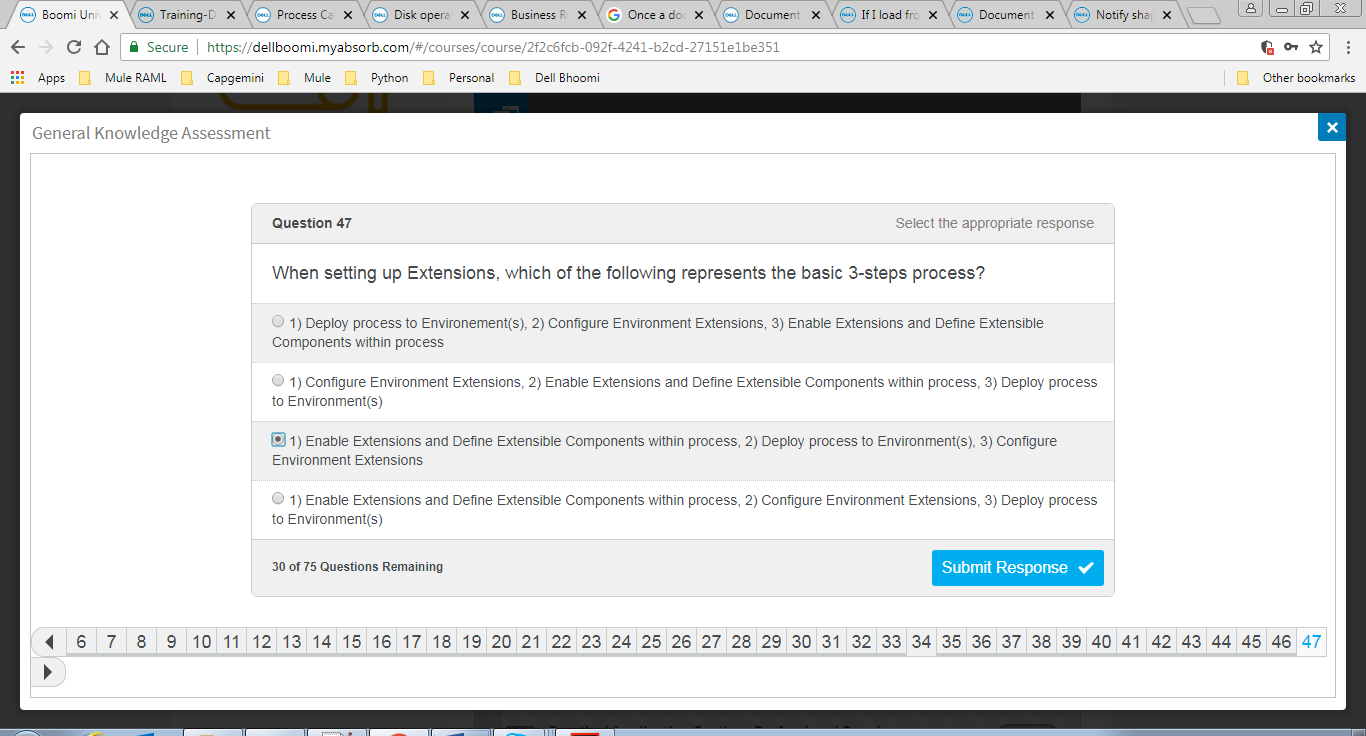 Boomi Univ
Training-D
Process Ca
Disk opera
Business R
Once a doc
Document
If I load fro
Document
Notify shap
Secure
https://dellboomi.myabsorb.com/#/courses/course/2f2c6fcb-092f-4241-b2cd-27151e1be351
Apps
Mule RAML
Capgemini
Mule
Python
Personal
Dell Bhoomi
Other bookmarks
General Knowledge Assessment
Question 47
Select the appropriate response
When setting up Extensions, which of the following represents the basic 3-steps process?
1) Deploy process to Environement(s), 2) Configure Environment Extensions, 3) Enable Extensions and Define Extensible
Components within process
1) Configure Environment Extensions, 2) Enable Extensions and Define Extensible Components within process, 3) Deploy process
to Environment(s)
1) Enable Extensions and Define Extensible Components within process, 2) Deploy process to Environment(s), 3) Configure
Environment Extensions
1) Enable Extensions and Define Extensible Components within process, 2) Configure Environment Extensions, 3) Deploy process
to Environment(s)
30 of 75 Questions Remaining
Submit Response
6 7 8 9 10 11 12 13 14 15 16 17 18 19 20 21 22 23 24 25 26 27 28 29 30 31 32 33 34 35 36 37 38 39 40 41 42 43 44 45 46 47